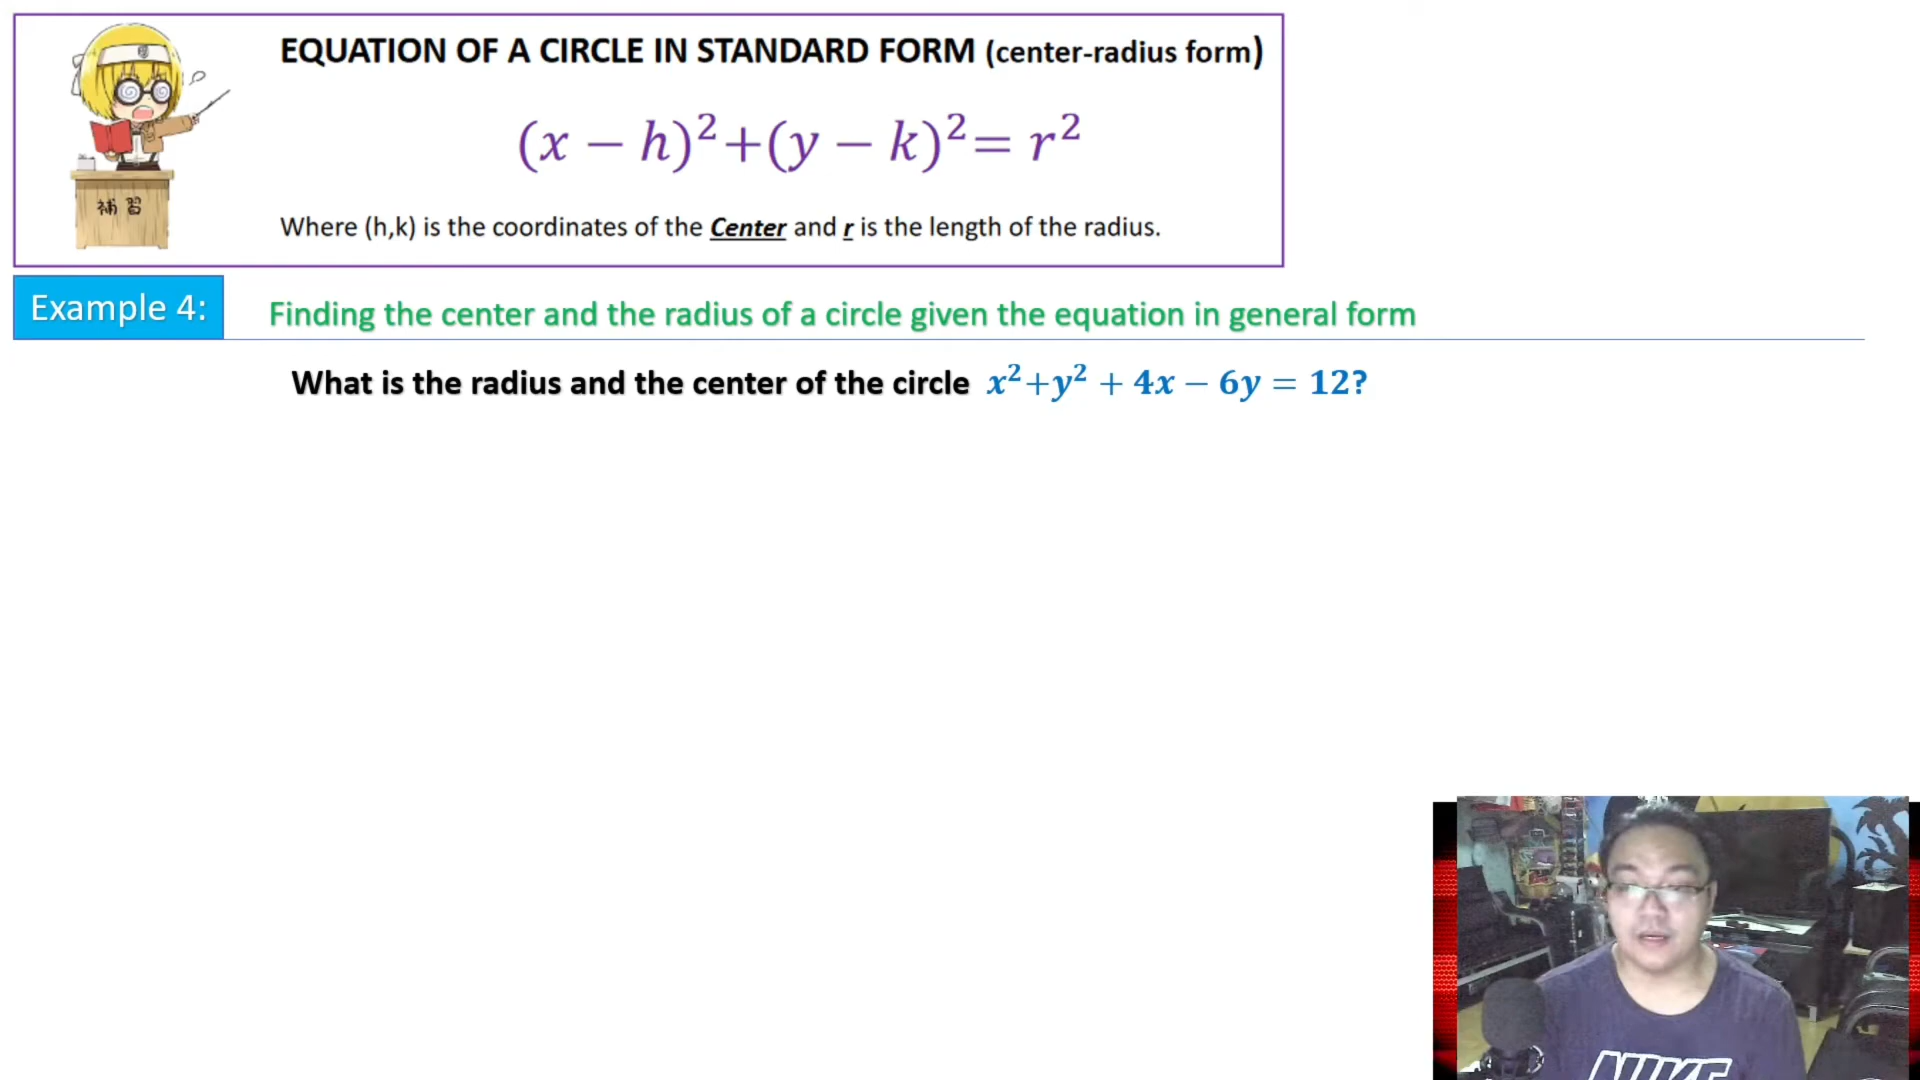 EQUATION OF A CIRCLE IN STANDARD FORM (center-radius form)
(x − h)²+(y − k)²= r²
補習
Where (h,k) is the coordinates of the Center and r is the length of the radius.
Example 4:
Finding the center and the radius of a circle given the equation in general form
What is the radius and the center of the circle x²+y² + 4x − 6y = 12?
NIKE